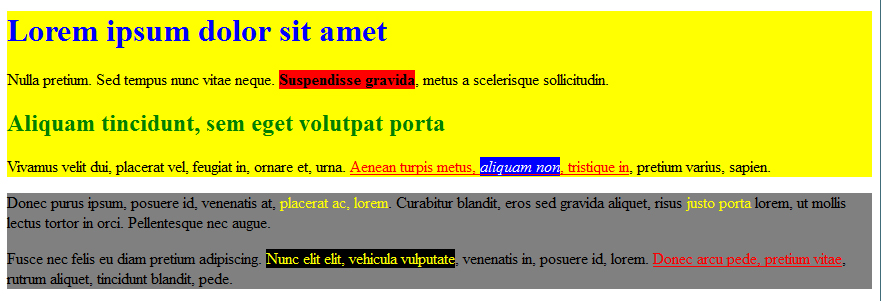 Lorem ipsum dolor sit amet
Nulla pretium. Sed tempus nunc vitae neque. Suspendisse gravida, metus a scelerisque sollicitudin.
Aliquam tincidunt, sem eget volutpat porta
Vivamus velit dui, placerat vel, feugiat in, ornare et, urna. Aenean turpis metus, aliquam non, tristique in, pretium varius, sapien.
Donec purus ipsum, posuere id, venenatis at, placerat ac, lorem. Curabitur blandit, eros sed gravida aliquet, risus justo porta lorem, ut mollis
lectus tortor in orci. Pellentesque nec augue.
Fusce nec felis eu diam pretium adipiscing. Nunc elit elit, vehicula vulputate, venenatis in, posuere id, lorem. Donec arcu pede, pretium vitae,
rutrum aliquet, tincidunt blandit, pede.